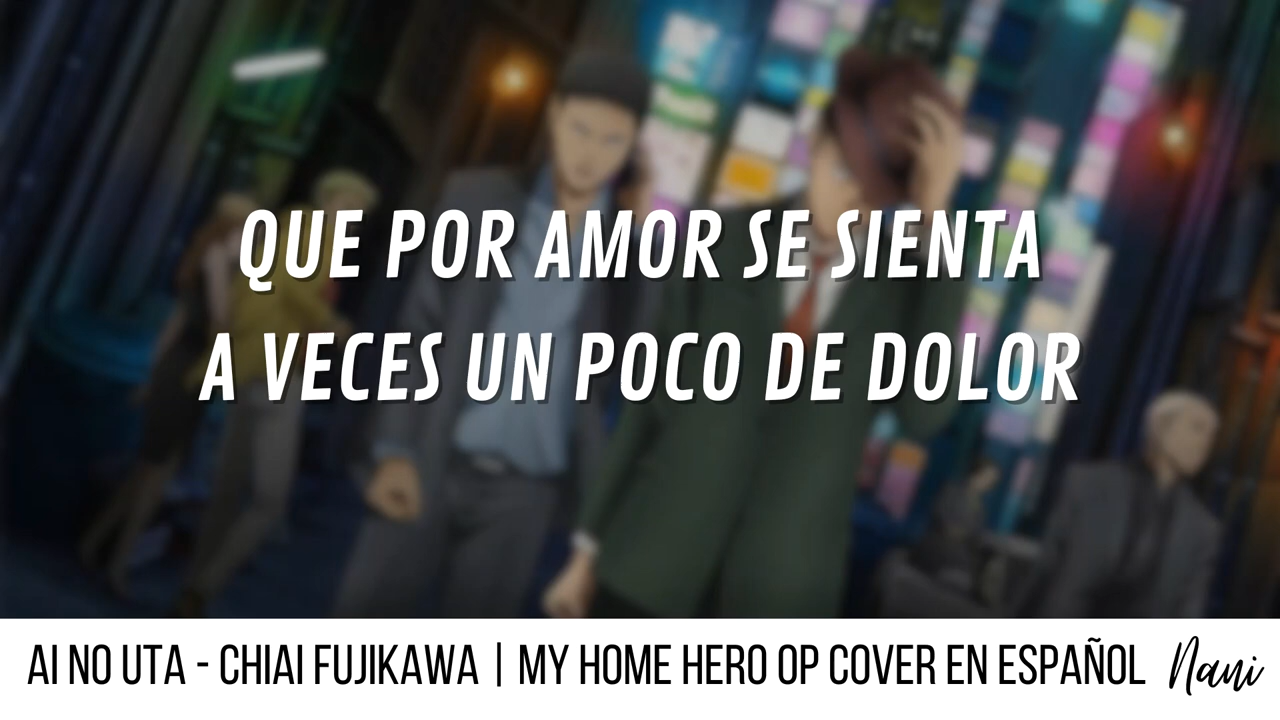 QUE POR AMOR SE SIENTA
A VECES UN POCO DE DOLOR
AI NO UTA - CHIAI FUJIKAWA | MY HOME HERO OP COVER EN ESPAÑOL Nani